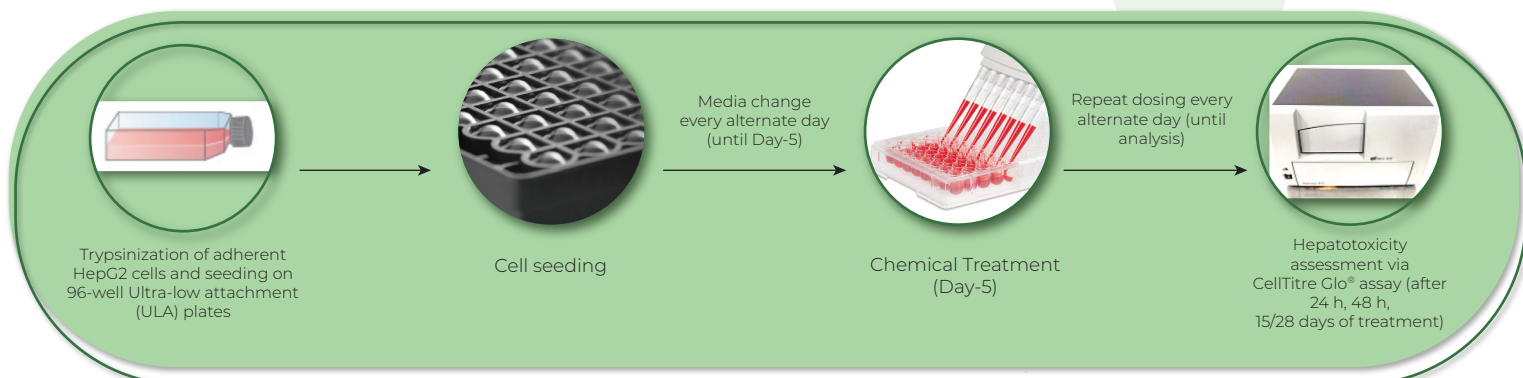 Trypsinization of adherent
HepG2 cells and seeding on
96-well Ultra-low attachment
(ULA) plates
Cell seeding
Media change
every alternate day
(until Day-5)
Chemical Treatment
(Day-5)
Repeat dosing every
alternate day (until
analysis)
Hepatotoxicity
assessment via
CellTitre Glo® assay (after
24 h, 48 h,
15/28 days of treatment)